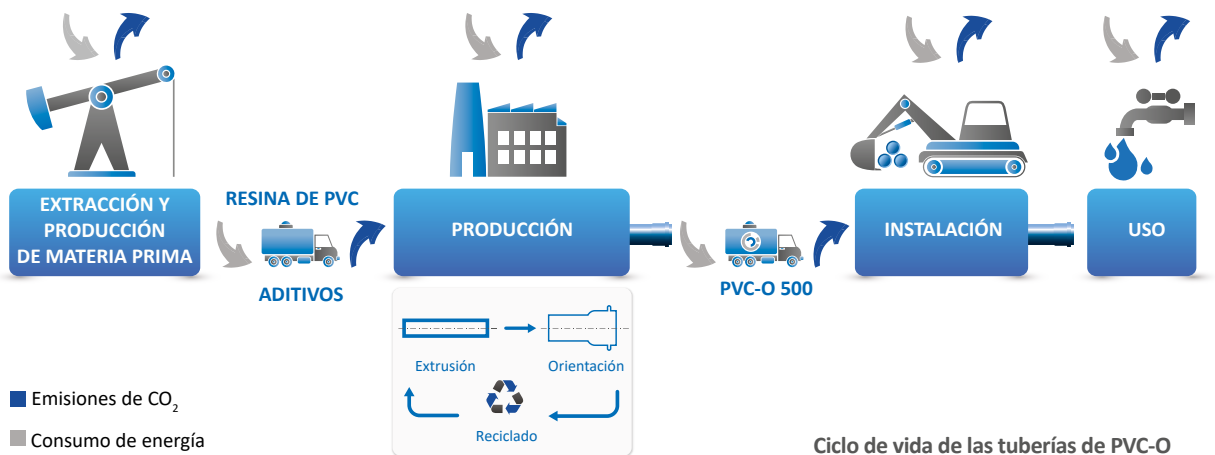 EXTRACCIÓN Y
PRODUCCIÓN
DE MATERIA PRIMA
RESINA DE PVC
ADITIVOS
PRODUCCIÓN
PVC-O 500
INSTALACIÓN
USO
Extrusión
Orientación
Reciclado
Emisiones de CO₂
Consumo de energía
Ciclo de vida de las tuberías de PVC-O